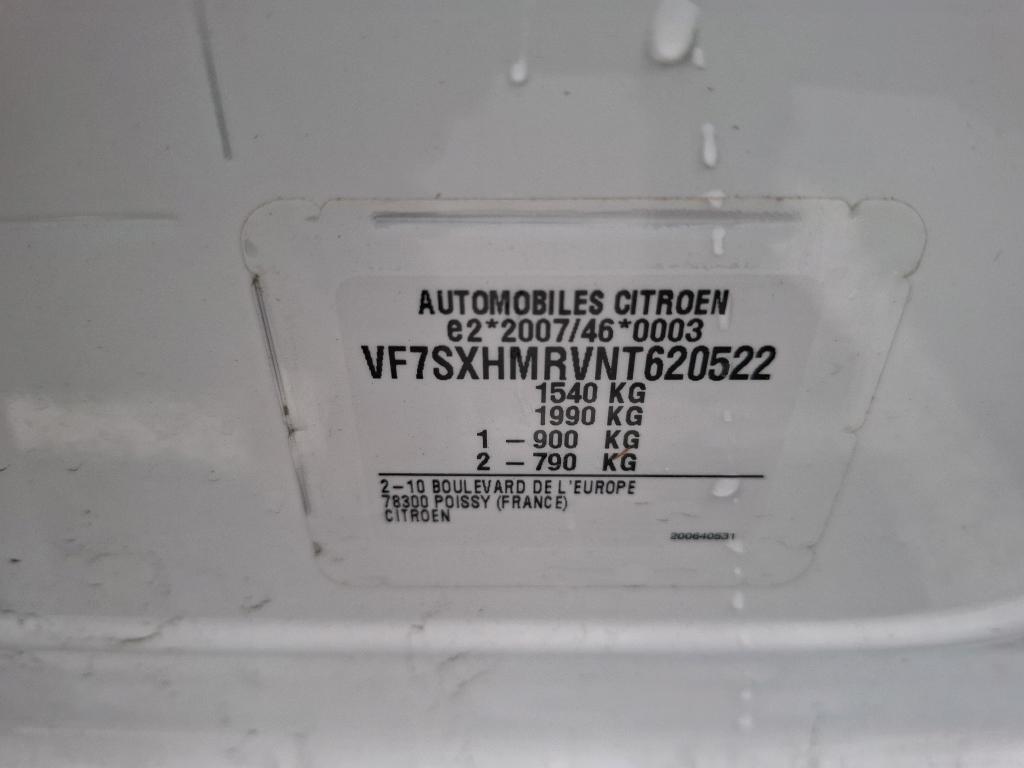 AUTOMOBILES CITROEN
e2*2007/46*0003
VF7SXHMRVNT620522
1540 KG
1990 KG
1 – 900 KG
2 – 790 KG
2–10 BOULEVARD DE L'EUROPE
78300 POISSY (FRANCE)
CITROEN
200640531